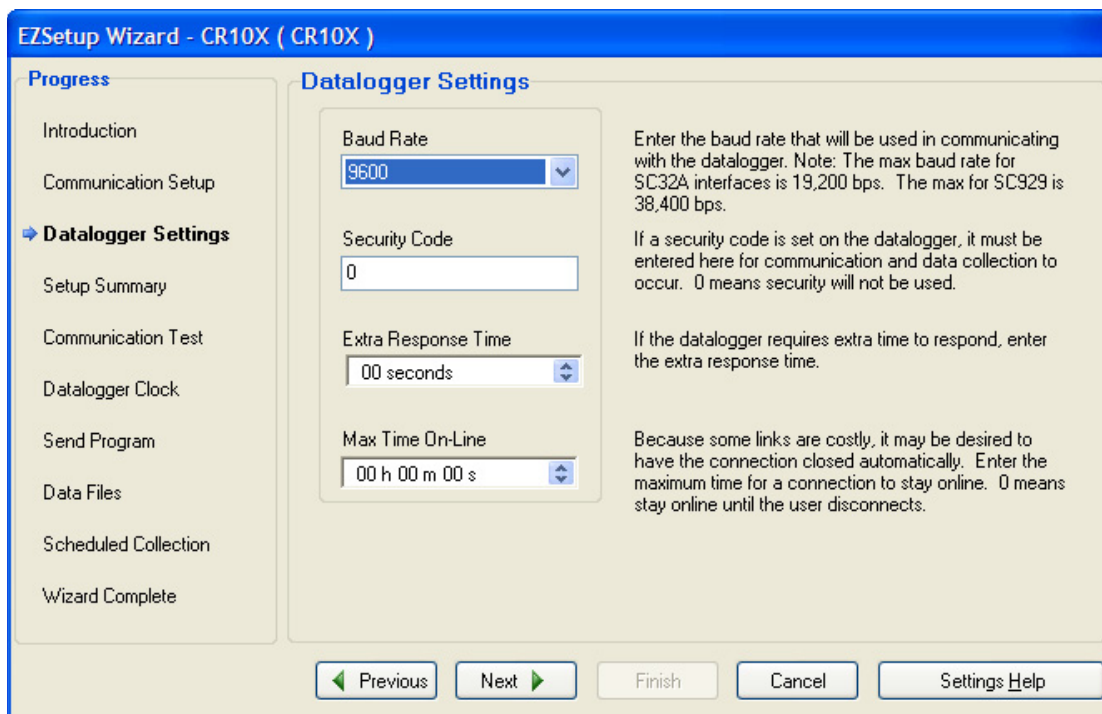 EZSetup Wizard - CR10X ( CR10X )
Progress
Introduction
Communication Setup
Datalogger Settings
Setup Summary
Communication Test
Datalogger Clock
Send Program
Data Files
Scheduled Collection
Wizard Complete
Datalogger Settings
Baud Rate
9600
Enter the baud rate that will be used in communicating
with the datalogger. Note: The max baud rate for
SC32A interfaces is 19,200 bps. The max for SC929 is
38,400 bps.
Security Code
0
If a security code is set on the datalogger, it must be
entered here for communication and data collection to
occur. 0 means security will not be used.
Extra Response Time
00 seconds
If the datalogger requires extra time to respond, enter
the extra response time.
Max Time On-Line
00 h 00 m 00 s
Because some links are costly, it may be desired to
have the connection closed automatically. Enter the
maximum time for a connection to stay online. 0 means
stay online until the user disconnects.
Previous
Next
Finish
Cancel
Settings Help